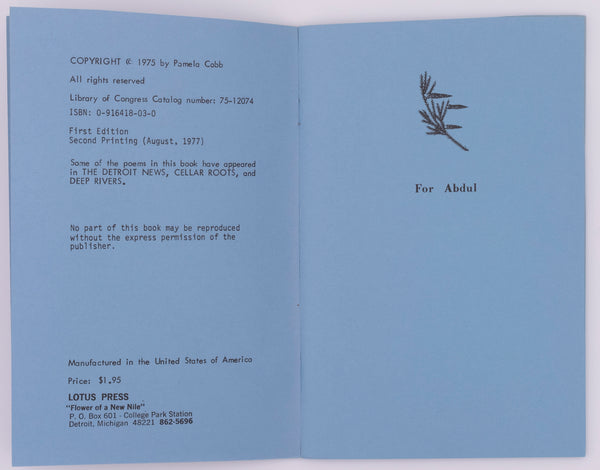 COPYRIGHT © 1975 by Pamela Cobb
All rights reserved
Library of Congress Catalog number: 75-12074
ISBN: 0-916418-03-0
First Edition
Second Printing (August, 1977)
Some of the poems in this book have appeared
in THE DETROIT NEWS, CELLAR ROOTS, and
DEEP RIVERS.
No part of this book may be reproduced
without the express permission of the
publisher.
Manufactured in the United States of America
Price: $1.95
LOTUS PRESS
"Flower of a New Nile"
P. O. Box 601 - College Park Station
Detroit, Michigan 48221 862-5696
For Abdul